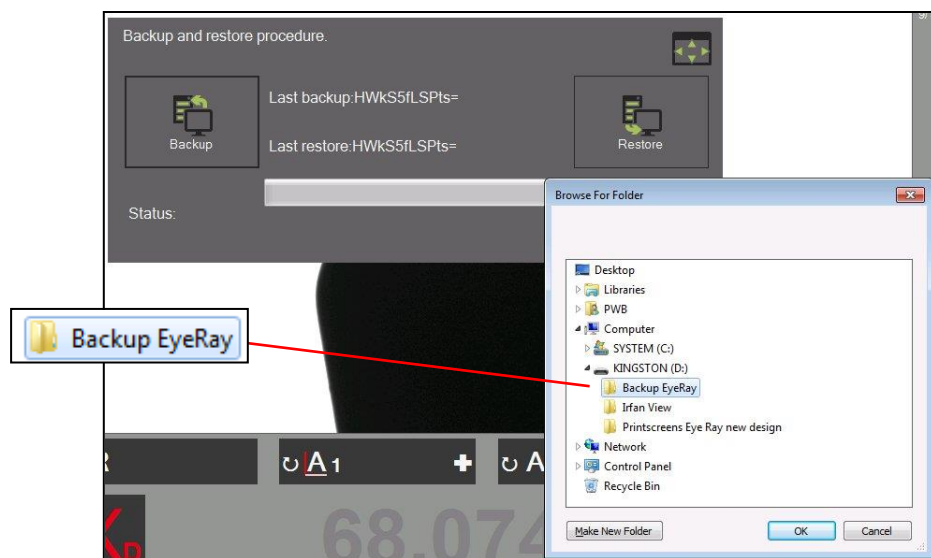 Backup and restore procedure.
Last backup:HWkS5fLSPts=
Backup
Restore
Last restore:HWkS5fLSPts=
Status:
Browse For Folder
Desktop
Libraries
PWB
Computer
SYSTEM (C:)
KINGSTON (D:)
Backup EyeRay
Irfan View
Printscreens Eye Ray new design
Network
Control Panel
Recycle Bin
Make New Folder
OK
Cancel
Backup EyeRay
A1
A
68.074